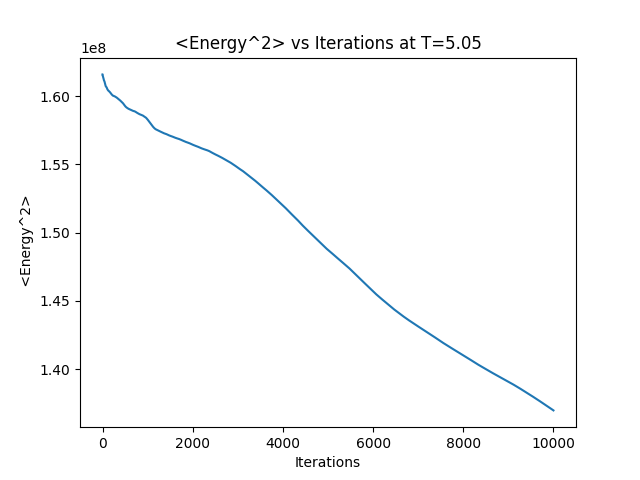 <Energy^2> vs Iterations at T=5.05
1e8
1.60
1.55
1.50
1.45
1.40
<Energy^2>
0 2000 4000 6000 8000 10000
Iterations